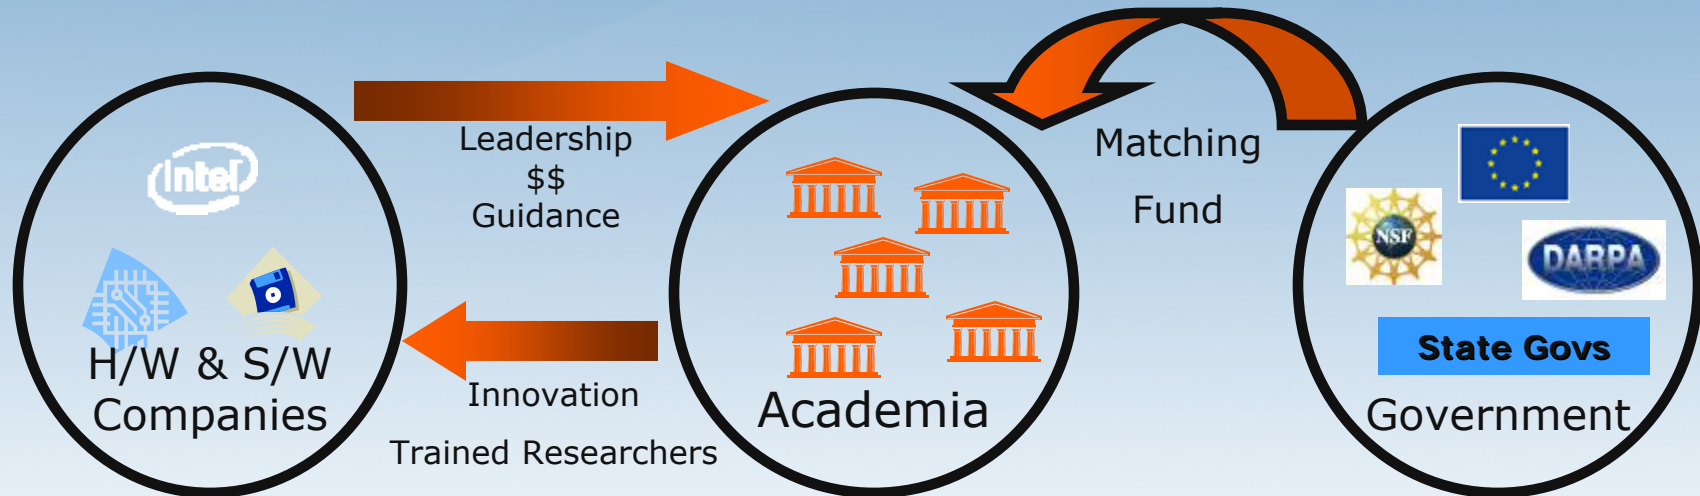 intel
H/W & S/W
Companies
Leadership
$$
Guidance
Innovation
Trained Researchers
Academia
Matching
Fund
NSF
DARPA
State Govs
Government